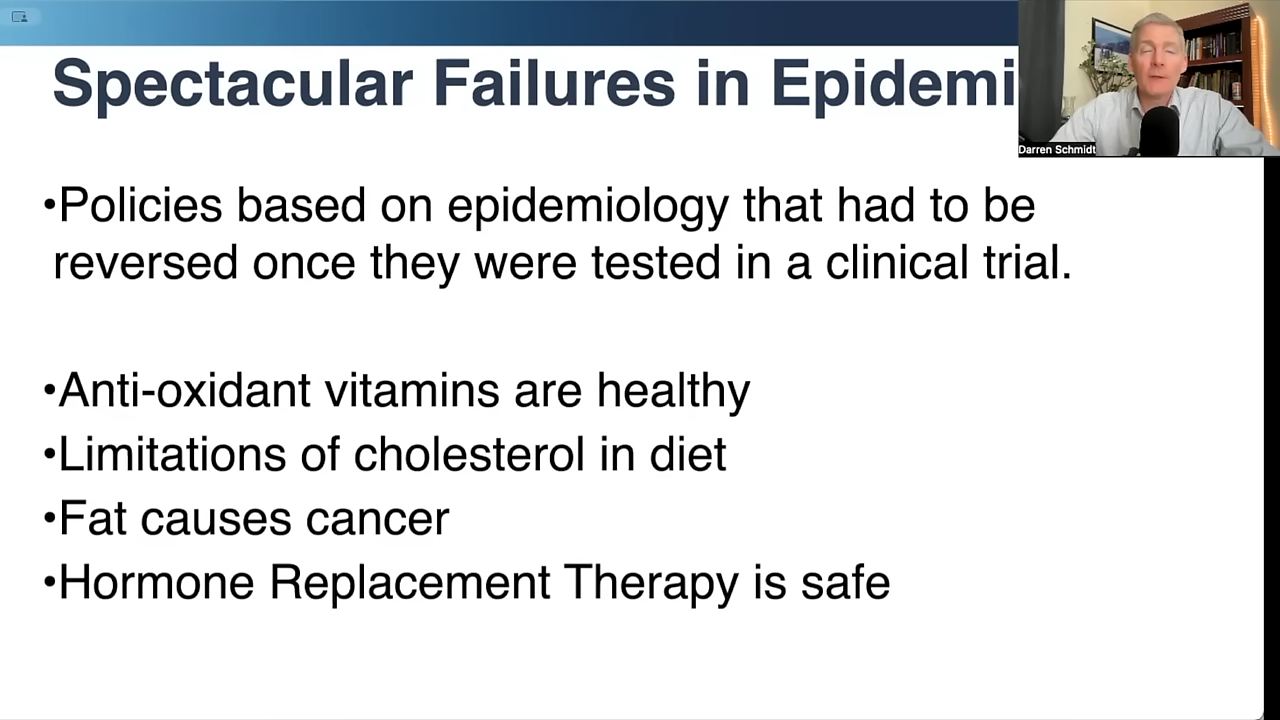 Spectacular Failures in Epidemi
Darren Schmidt
•Policies based on epidemiology that had to be
reversed once they were tested in a clinical trial.
•Anti-oxidant vitamins are healthy
•Limitations of cholesterol in diet
•Fat causes cancer
•Hormone Replacement Therapy is safe